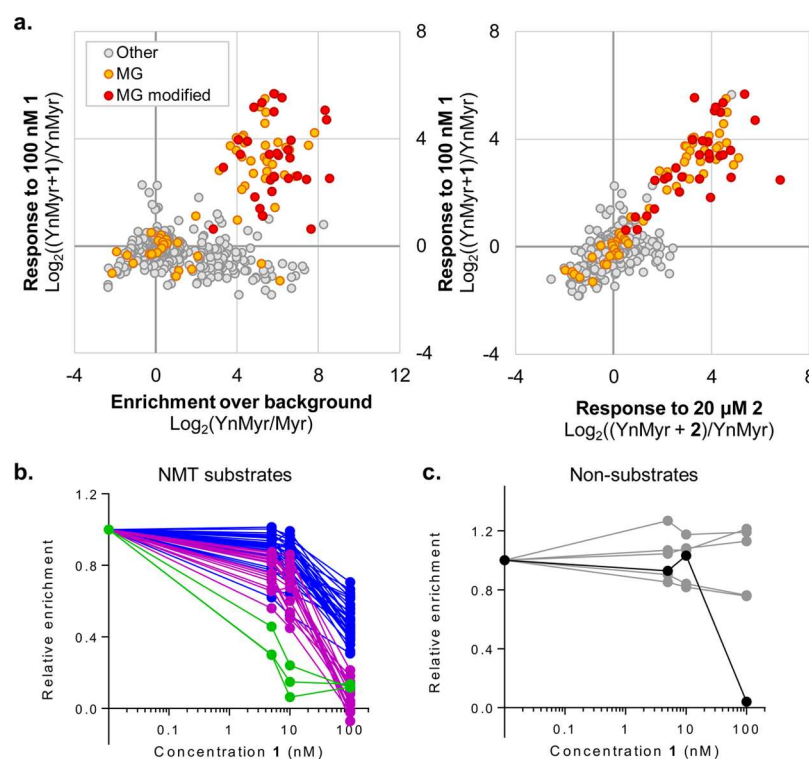 a.
Other
MG
MG modified
Response to 100 nM 1
Log₂((YnMyr+1)/YnMyr)
8
4
0
-4
-4 0 4 8 12
Enrichment over background
Log₂(YnMyr/Myr)
Response to 100 nM 1
Log₂((YnMyr+1)/YnMyr)
8
4
0
-4
-4 0 4 8
Response to 20 µM 2
Log₂((YnMyr + 2)/YnMyr)
b.
NMT substrates
Relative enrichment
1.2
0.8
0.4
0.0
0.1 1 10 100
Concentration 1 (nM)
c.
Non-substrates
Relative enrichment
1.2
0.8
0.4
0.0
0.1 1 10 100
Concentration 1 (nM)